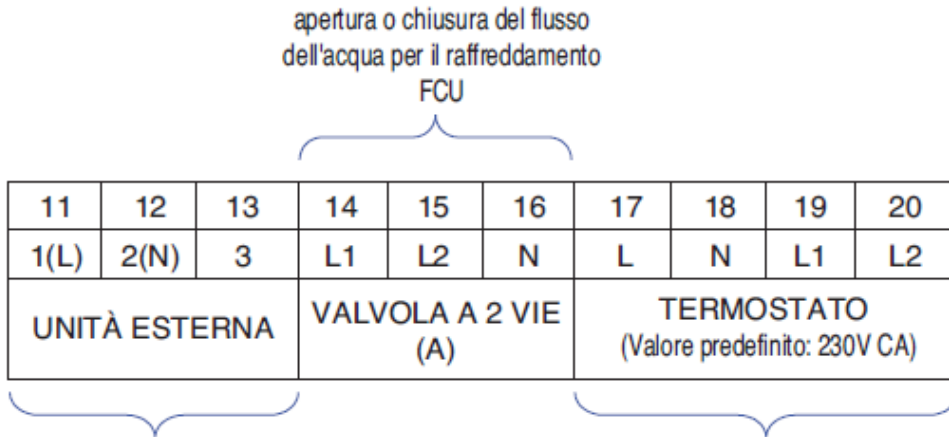 apertura o chiusura del flusso
dell'acqua per il raffreddamento
FCU
11 12 13 14 15 16 17 18 19 20
1(L) 2(N) 3 L1 L2 N L N L1 L2
UNITÀ ESTERNA
VALVOLA A 2 VIE
(A)
TERMOSTATO
(Valore predefinito: 230V CA)